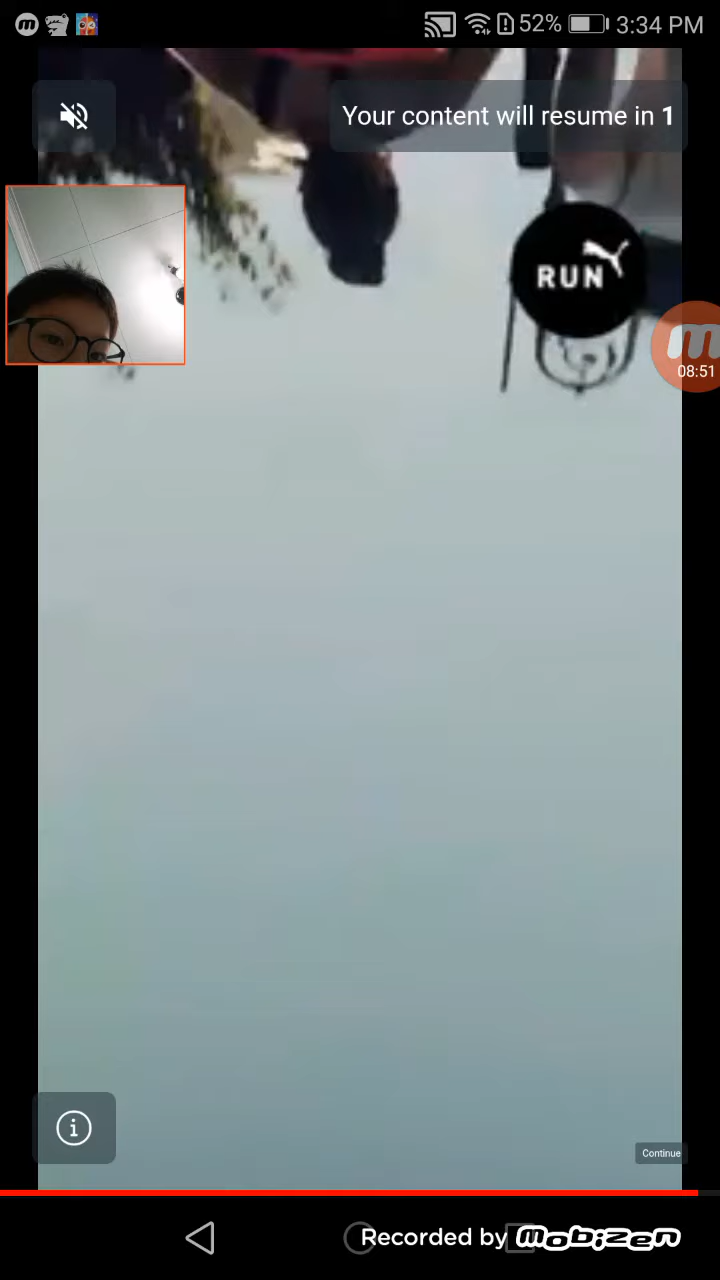 52% 3:34 PM
Your content will resume in 1
RUN
m
08:51
i
Continue
Recorded by mobizen